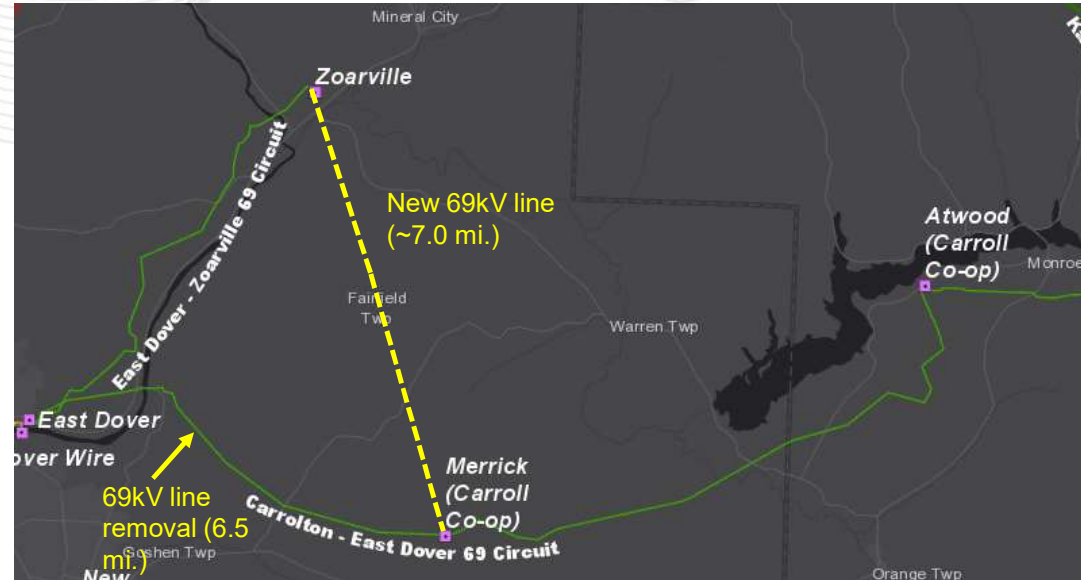 Mineral City
Zoarville
East Dover - Zoarville 69 Circuit
New 69kV line
(~7.0 mi.)
Atwood
(Carroll
Co-op)
Monroe
Fairfield
Twp
Warren Twp
East Dover
over Wire
Merrick
(Carroll
Co-op)
69kV line
removal (6.5
mi.)
Carrolton - East Dover 69 Circuit
Goshen Twp
New
Orange Twp